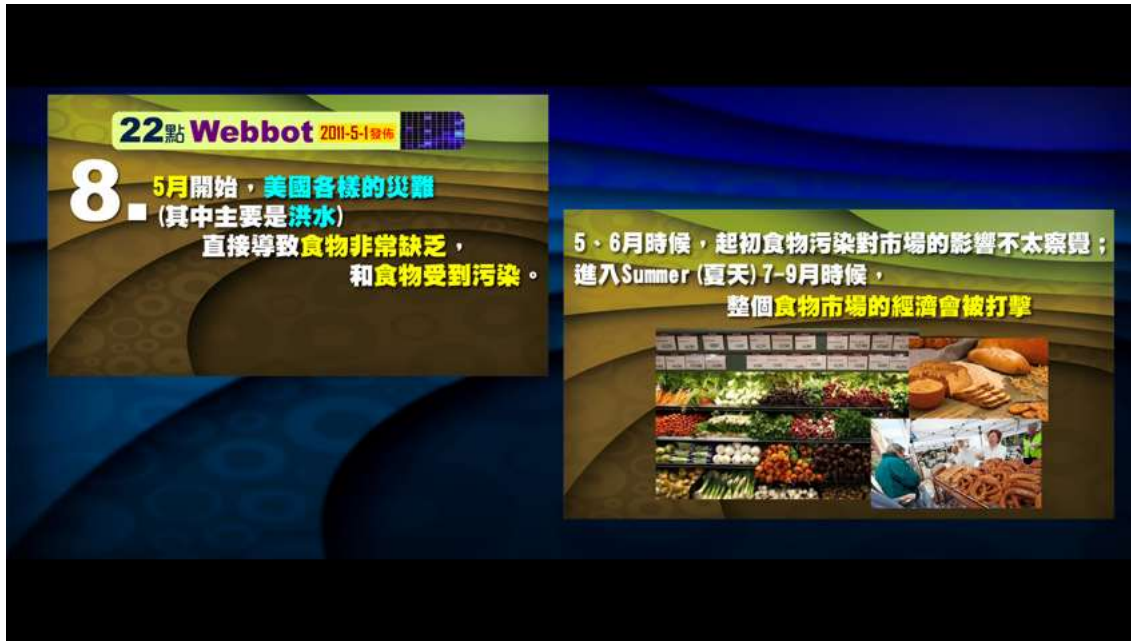 22點 Webbot 2011-5-1發佈
8. 5月開始，美國各樣的災難
(其中主要是洪水)
直接導致食物非常缺乏，
和食物受到污染。
5、6月時候，起初食物污染對市場的影響不太察覺；
進入Summer (夏天) 7-9月時候，
整個食物市場的經濟會被打擊